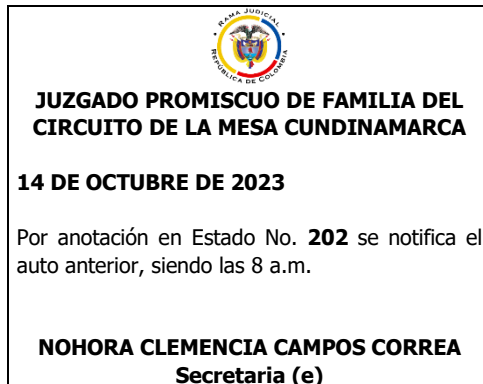 RAMA JUDICIAL
REPÚBLICA DE COLOMBIA
JUZGADO PROMISCUO DE FAMILIA DEL
CIRCUITO DE LA MESA CUNDINAMARCA
14 DE OCTUBRE DE 2023
Por anotación en Estado No. 202 se notifica el
auto anterior, siendo las 8 a.m.
NOHORA CLEMENCIA CAMPOS CORREA
Secretaria (e)